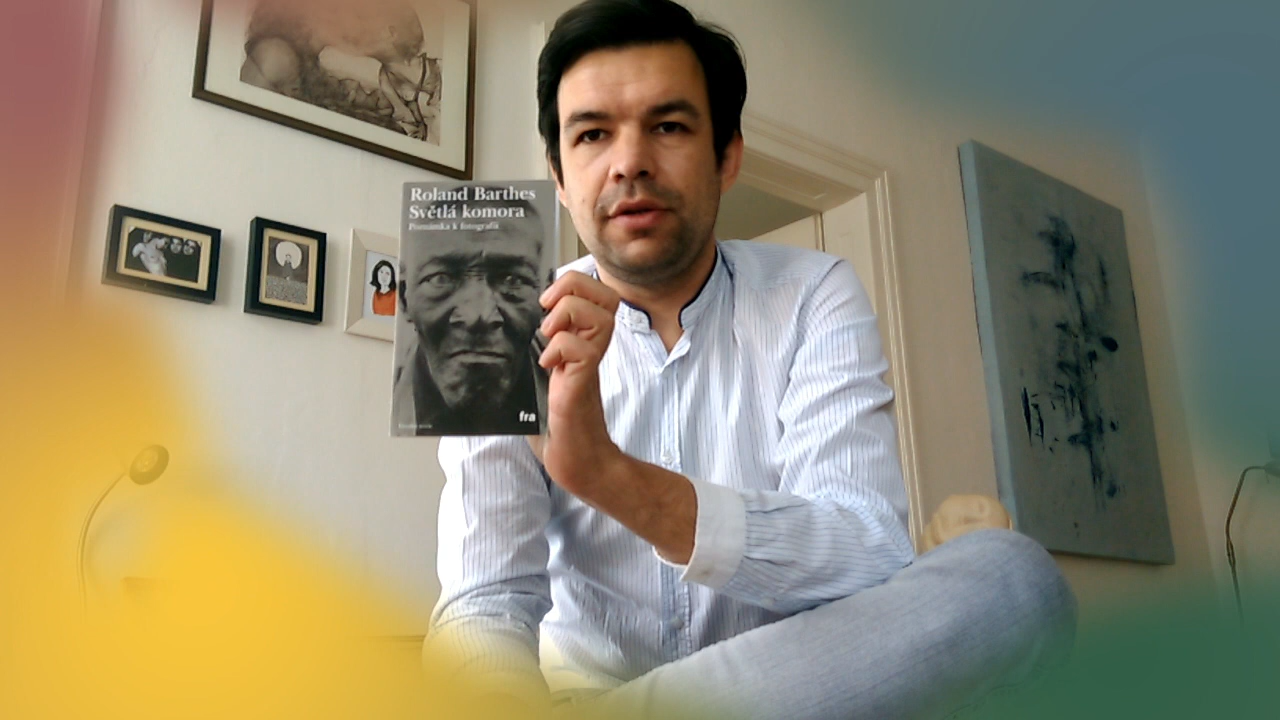 Roland Barthes
Světlá komora
Poznámka k fotografii
fra